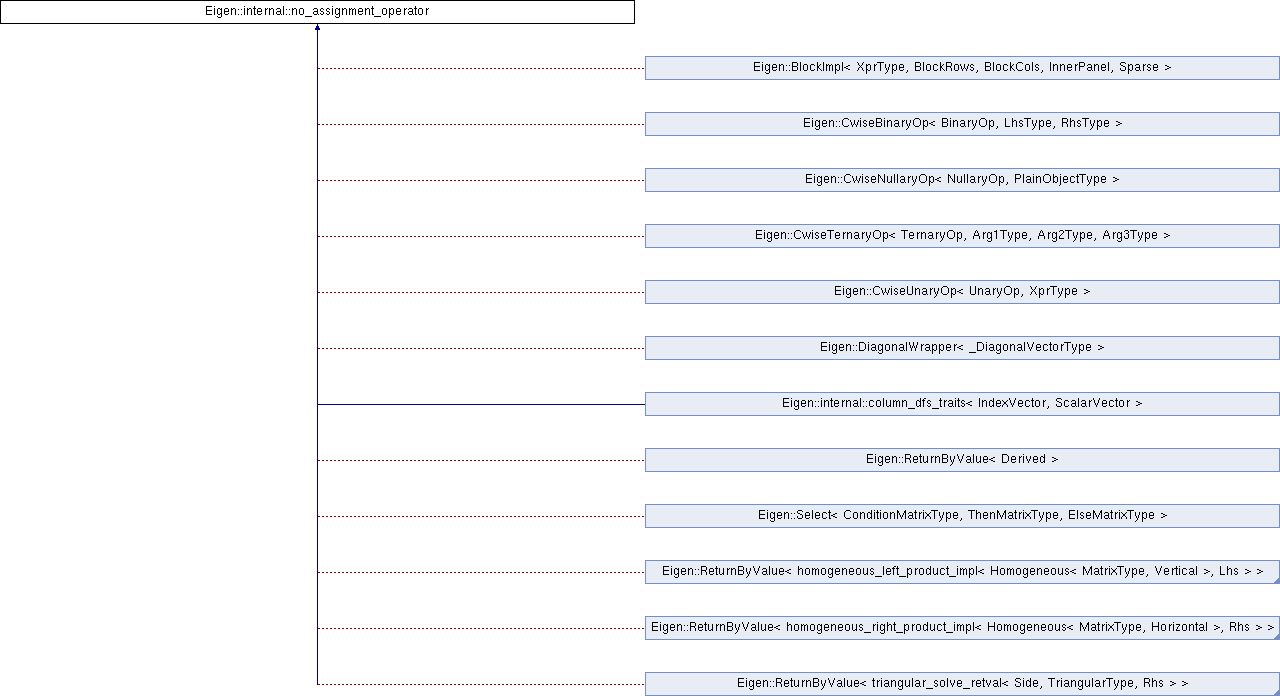 Eigen::internal::no_assignment_operator
Eigen::BlockImpl< XprType, BlockRows, BlockCols, InnerPanel, Sparse >
Eigen::CwiseBinaryOp< BinaryOp, LhsType, RhsType >
Eigen::CwiseNullaryOp< NullaryOp, PlainObjectType >
Eigen::CwiseTernaryOp< TernaryOp, Arg1Type, Arg2Type, Arg3Type >
Eigen::CwiseUnaryOp< UnaryOp, XprType >
Eigen::DiagonalWrapper< _DiagonalVectorType >
Eigen::internal::column_dfs_traits< IndexVector, ScalarVector >
Eigen::ReturnByValue< Derived >
Eigen::Select< ConditionMatrixType, ThenMatrixType, ElseMatrixType >
Eigen::ReturnByValue< homogeneous_left_product_impl< Homogeneous< MatrixType, Vertical >, Lhs > >
Eigen::ReturnByValue< homogeneous_right_product_impl< Homogeneous< MatrixType, Horizontal >, Rhs > >
Eigen::ReturnByValue< triangular_solve_retval< Side, TriangularType, Rhs > >